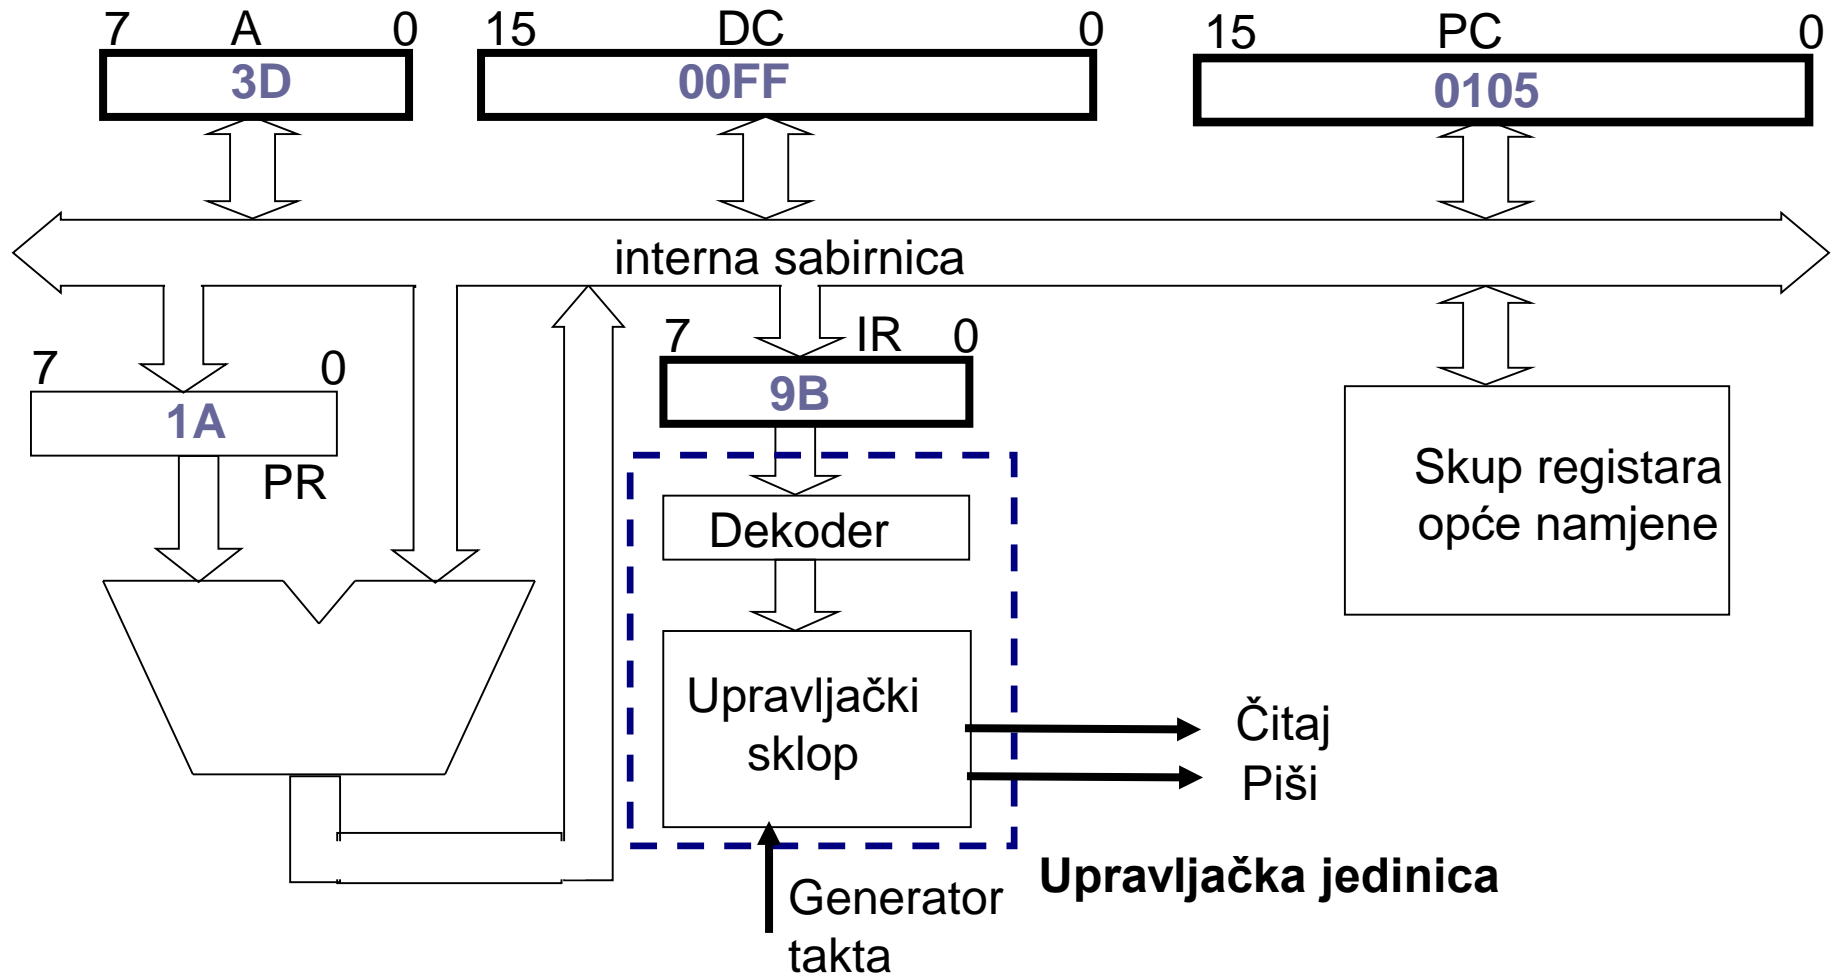 7 A 0
3D
15 DC 0
00FF
15 PC 0
0105
interna sabirnica
7 0
1A
PR
7 IR 0
9B
Dekoder
Upravljački
sklop
Skup registara
opće namjene
Čitaj
Piši
Upravljačka jedinica
Generator
takta